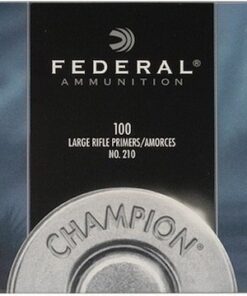 FEDERAL®
AMMUNITION
100
LARGE RIFLE PRIMERS/AMORCES
NO. 210
CHAMPION®